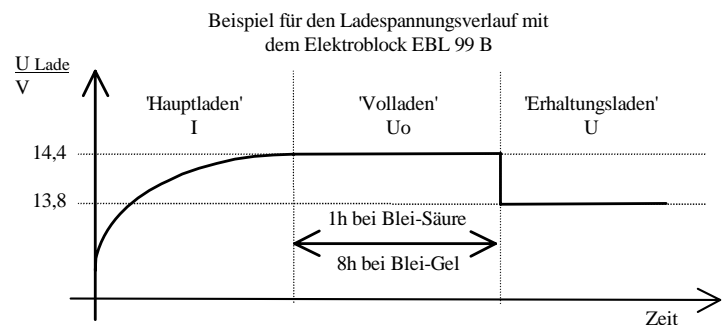 Beispiel für den Ladespannungsverlauf mit
dem Elektroblock EBL 99 B
U Lade
V
'Hauptladen'
I
'Volladen'
Uo
'Erhaltungsladen'
U
14,4
13,8
1h bei Blei-Säure
8h bei Blei-Gel
Zeit